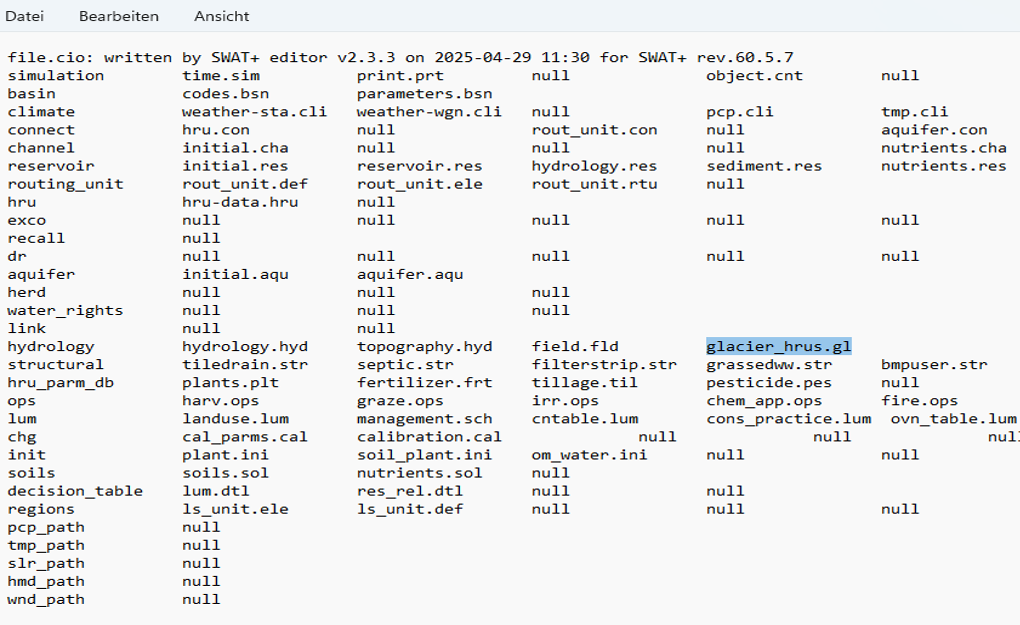 Datei Bearbeiten Ansicht
file.cio: written by SWAT+ editor v2.3.3 on 2025-04-29 11:30 for SWAT+ rev.60.5.7
simulation time.sim print.prt null object.cnt null
basin codes.bsn parameters.bsn
climate weather-sta.cli weather-wgn.cli null pcp.cli tmp.cli
connect hru.con null rout_unit.con null aquifer.con
channel initial.cha null null null nutrients.cha
reservoir initial.res reservoir.res hydrology.res sediment.res nutrients.res
routing_unit rout_unit.def rout_unit.ele rout_unit.rtu null
hru hru-data.hru null
exco null null null null null
recall null
dr null null null null null
aquifer initial.aqu aquifer.aqu
herd null null null
water_rights null null null
link null null
hydrology hydrology.hyd topography.hyd field.fld glacier_hrus.gl
structural tiledrain.str septic.str filterstrip.str grassedww.str bmpuser.str
hru_parm_db plants.plt fertilizer.frt tillage.til pesticide.pes null
ops harv.ops graze.ops irr.ops chem_app.ops fire.ops
lum landuse.lum management.sch cntable.lum cons_practice.lum ovn_table.lum
chg cal_parms.cal calibration.cal null null null
init plant.ini soil_plant.ini om_water.ini null null
soils soils.sol nutrients.sol null
decision_table lum.dtl res_rel.dtl null null
regions ls_unit.ele ls_unit.def null null null
pcp_path null
tmp_path null
slr_path null
hmd_path null
wnd_path null